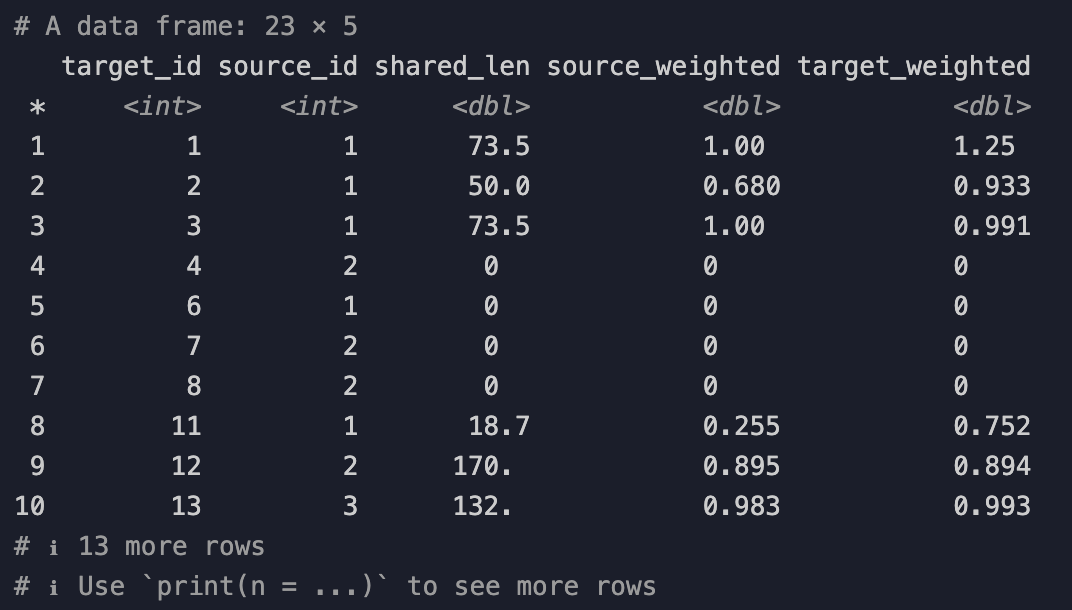 # A data frame: 23 × 5
target_id source_id shared_len source_weighted target_weighted
* <int> <int> <dbl> <dbl> <dbl>
1 1 1 73.5 1.00 1.25
2 2 1 50.0 0.680 0.933
3 3 1 73.5 1.00 0.991
4 4 2 0 0 0
5 6 1 0 0 0
6 7 2 0 0 0
7 8 2 0 0 0
8 11 1 18.7 0.255 0.752
9 12 2 170. 0.895 0.894
10 13 3 132. 0.983 0.993
# ℹ 13 more rows
# ℹ Use `print(n = ...)` to see more rows